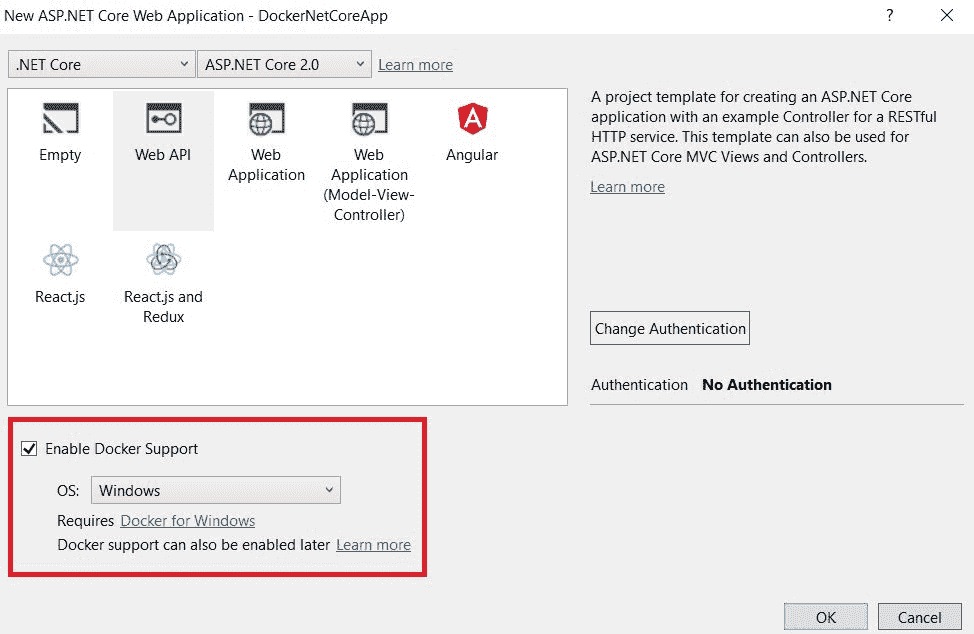 New ASP.NET Core Web Application - DockerNetCoreApp
?
.NET Core
ASP.NET Core 2.0
Learn more
Empty
Web API
Web
Application
Web
Application
(Model-View-
Controller)
Angular
React.js
React.js and
Redux
A project template for creating an ASP.NET Core
application with an example Controller for a RESTful
HTTP service. This template can also be used for
ASP.NET Core MVC Views and Controllers.
Learn more
Change Authentication
Authentication No Authentication
Enable Docker Support
OS: Windows
Requires Docker for Windows
Docker support can also be enabled later Learn more
OK
Cancel